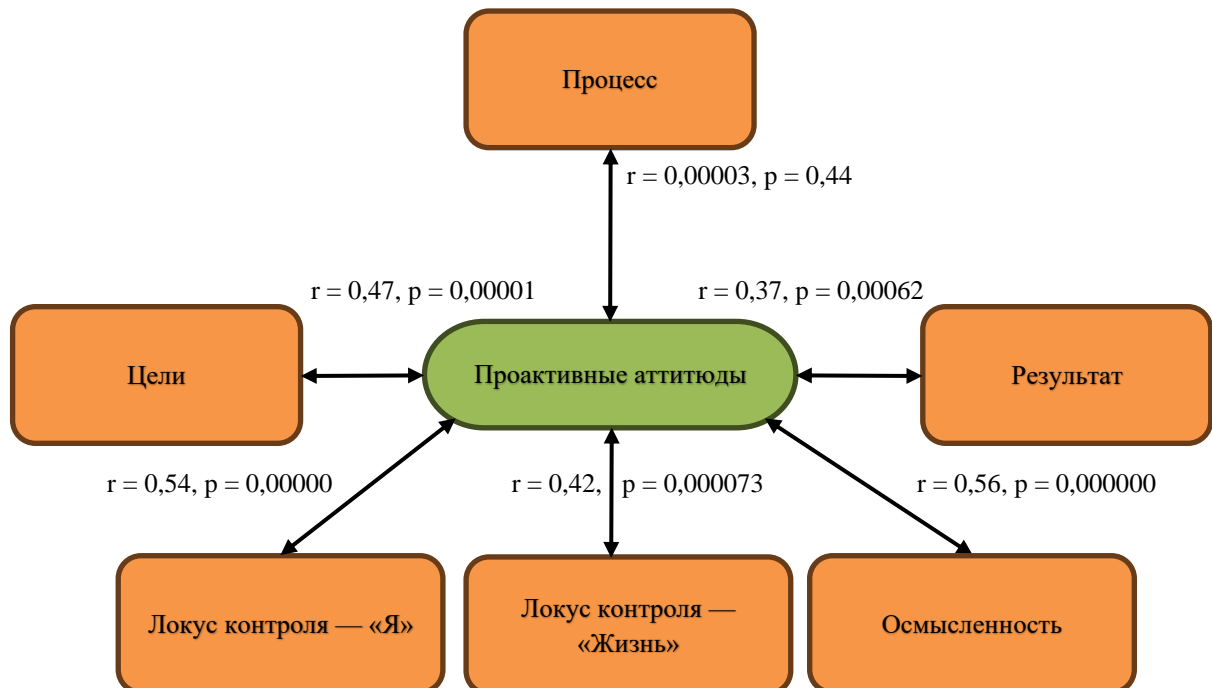 Процесс
r = 0,00003, p = 0,44
r = 0,47, p = 0,00001
r = 0,37, p = 0,00062
Цели
Проактивные аттитюды
Результат
r = 0,54, p = 0,00000
r = 0,42, p = 0,000073
r = 0,56, p = 0,000000
Локус контроля — «Я»
Локус контроля —
«Жизнь»
Осмысленность